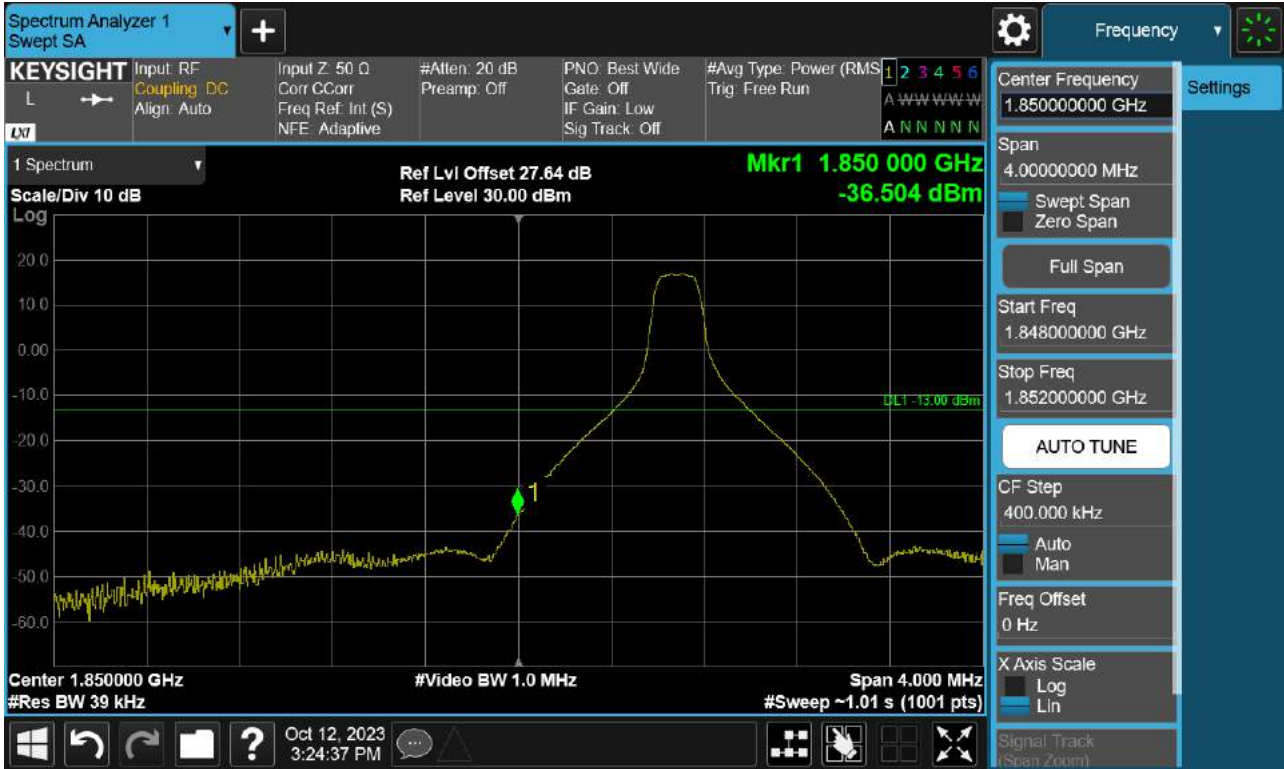 Spectrum Analyzer 1
Swept SA
+
Frequency
KEYSIGHT
L
LXI
Input: RF
Coupling: DC
Align: Auto
Input Z: 50 Ω
Corr CCorr
Freq Ref: Int (S)
NFE: Adaptive
#Atten: 20 dB
Preamp: Off
PNO: Best Wide
Gate: Off
IF Gain: Low
Sig Track: Off
#Avg Type: Power (RMS
Trig: Free Run
1 2 3 4 5 6
A W W W W W
A N N N N N
1 Spectrum
Scale/Div 10 dB
Log
Ref Lvl Offset 27.64 dB
Ref Level 30.00 dBm
Mkr1 1.850 000 GHz
-36.504 dBm
20.0
10.0
0.00
-10.0
-20.0
-30.0
-40.0
-50.0
-60.0
DL1 -13.00 dBm
1
Center 1.850000 GHz
#Res BW 39 kHz
#Video BW 1.0 MHz
Span 4.000 MHz
#Sweep ~1.01 s (1001 pts)
?
Oct 12, 2023
3:24:37 PM
Center Frequency
1.850000000 GHz
Settings
Span
4.00000000 MHz
Swept Span
Zero Span
Full Span
Start Freq
1.848000000 GHz
Stop Freq
1.852000000 GHz
AUTO TUNE
CF Step
400.000 kHz
Auto
Man
Freq Offset
0 Hz
X Axis Scale
Log
Lin
Signal Track
(Span Zoom)